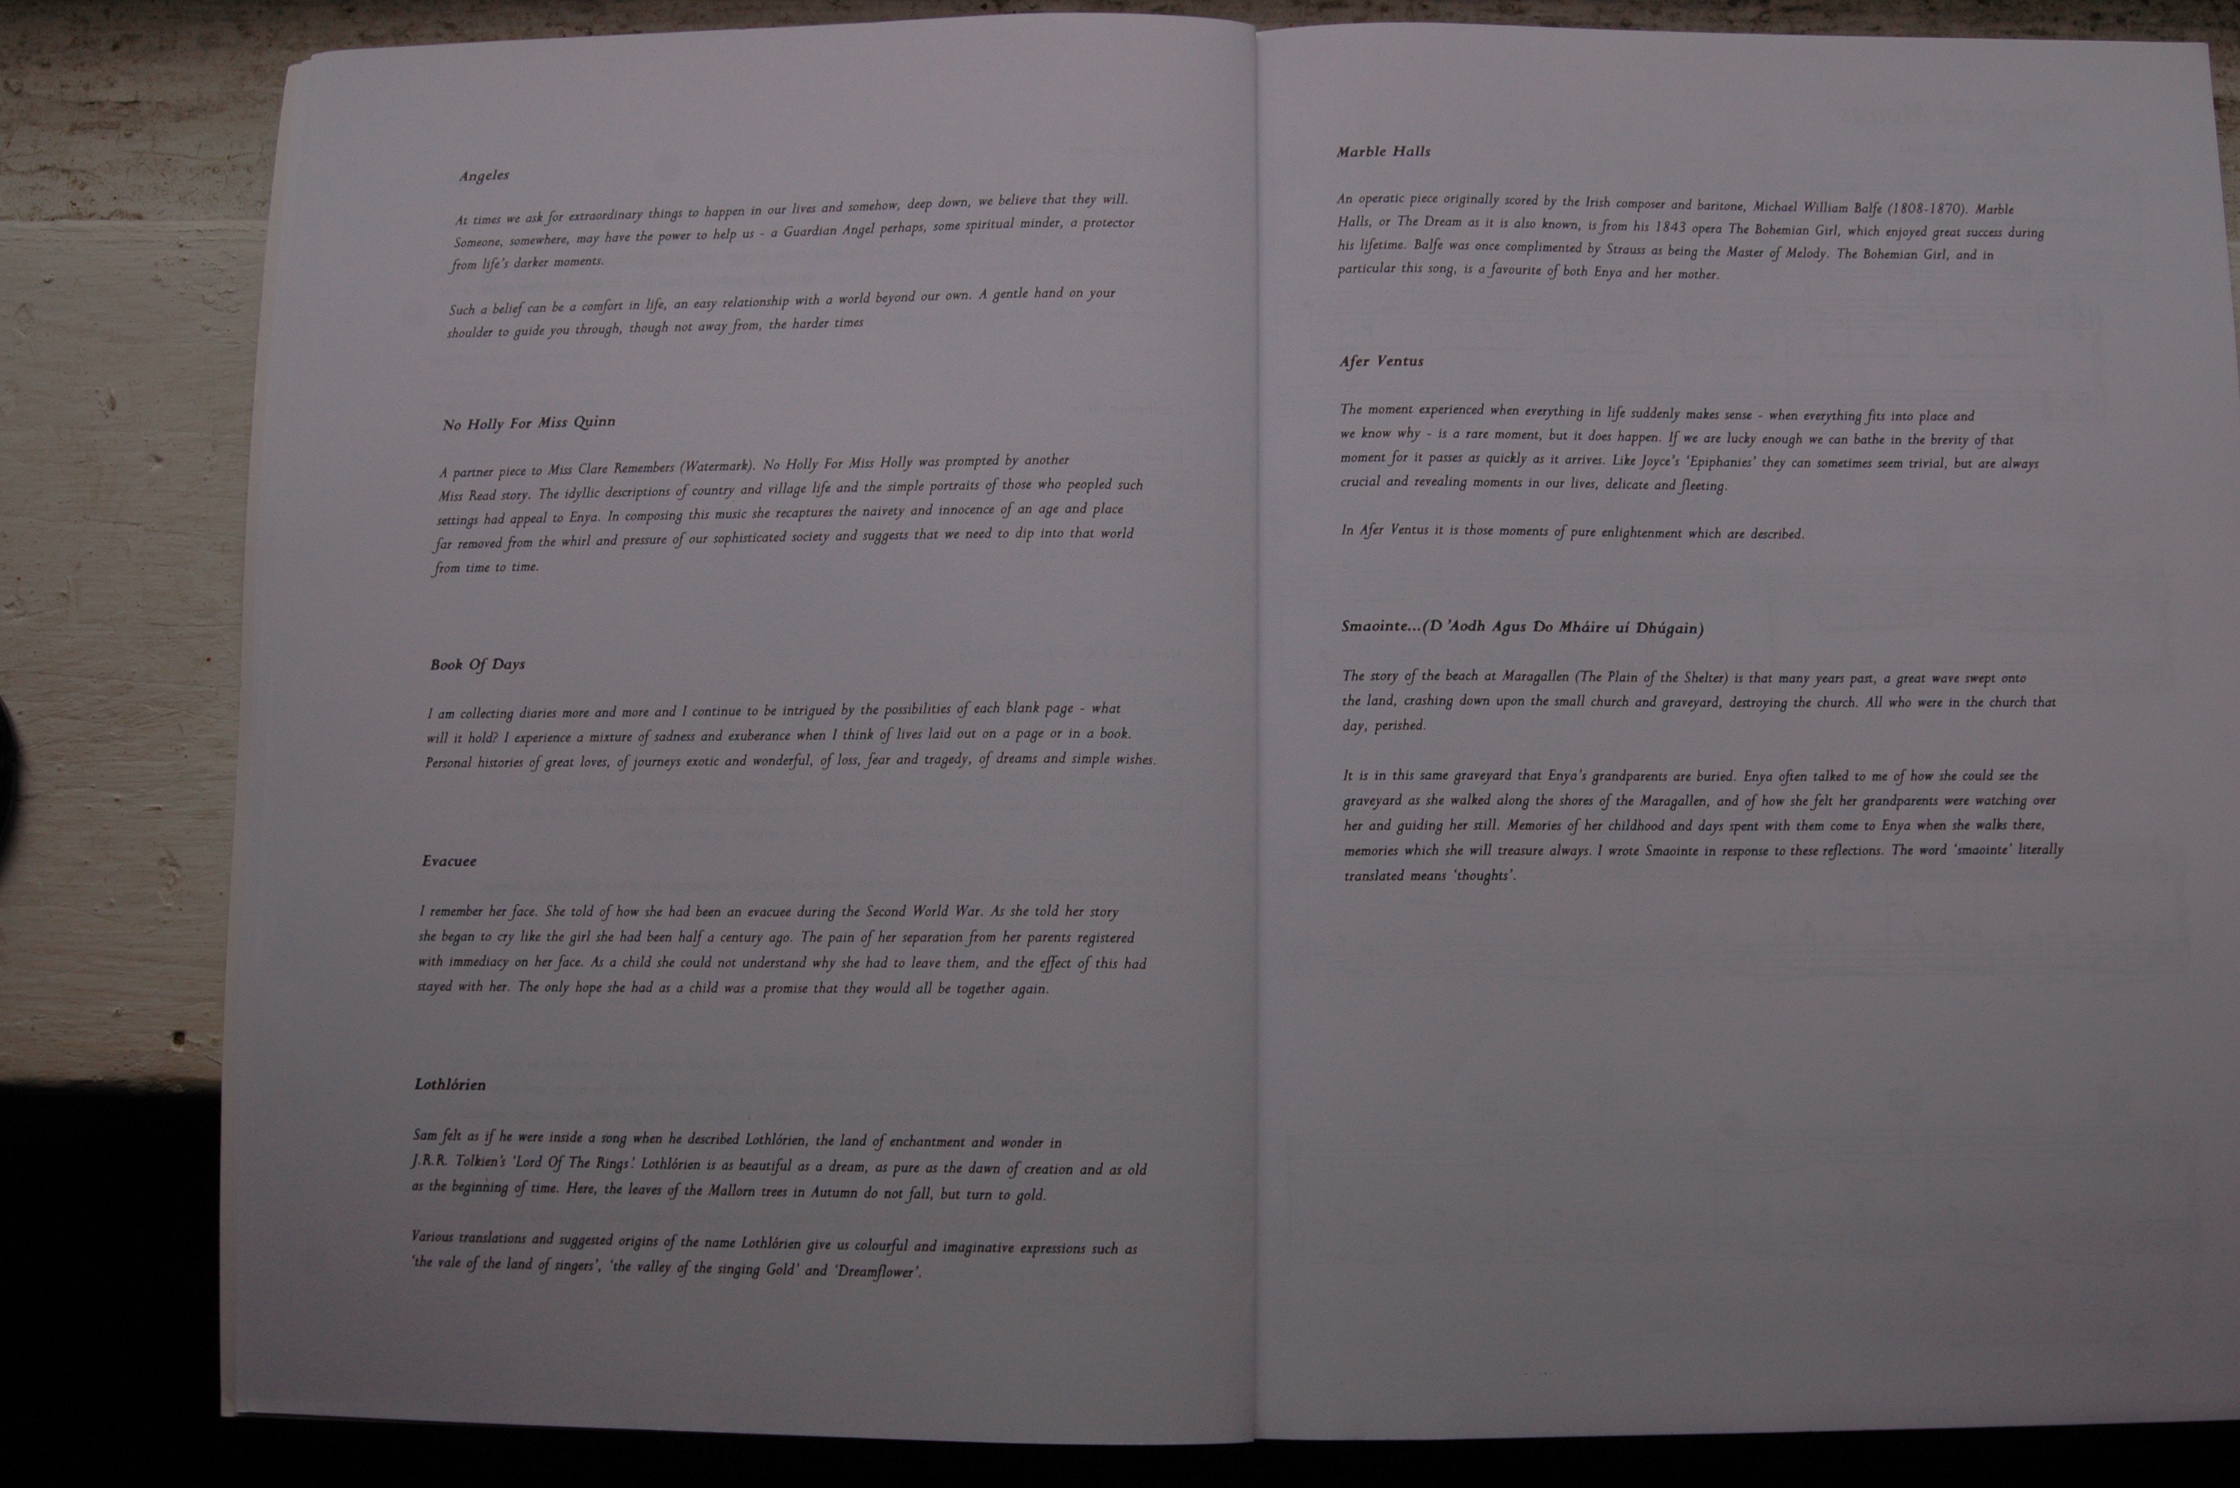 Angeles
At times we ask for extraordinary things to happen in our lives and somehow, deep down, we believe that they will.
Someone, somewhere, may have the power to help us - a Guardian Angel perhaps, some spiritual minder, a protector
from life's darker moments.
Such a belief can be a comfort in life, an easy relationship with a world beyond our own. A gentle hand on your
shoulder to guide you through, though not away from, the harder times
No Holly For Miss Quinn
A partner piece to Miss Clare Remembers (Watermark). No Holly For Miss Holly was prompted by another
Miss Read story. The idyllic descriptions of country and village life and the simple portraits of those who peopled such
settings had appeal to Enya. In composing this music she recaptures the naivety and innocence of an age and place
far removed from the whirl and pressure of our sophisticated society and suggests that we need to dip into that world
from time to time.
Book Of Days
I am collecting diaries more and more and I continue to be intrigued by the possibilities of each blank page - what
will it hold? I experience a mixture of sadness and exuberance when I think of lives laid out on a page or in a book.
Personal histories of great loves, of journeys exotic and wonderful, of loss, fear and tragedy, of dreams and simple wishes.
Evacuee
I remember her face. She told of how she had been an evacuee during the Second World War. As she told her story
she began to cry like the girl she had been half a century ago. The pain of her separation from her parents registered
with immediacy on her face. As a child she could not understand why she had to leave them, and the effect of this had
stayed with her. The only hope she had as a child was a promise that they would all be together again.
Lothlórien
Sam felt as if he were inside a song when he described Lothlórien, the land of enchantment and wonder in
J.R.R. Tolkien's 'Lord Of The Rings.' Lothlórien is as beautiful as a dream, as pure as the dawn of creation and as old
as the beginning of time. Here, the leaves of the Mallorn trees in Autumn do not fall, but turn to gold.
Various translations and suggested origins of the name Lothlórien give us colourful and imaginative expressions such as
'the vale of the land of singers', 'the valley of the singing Gold' and 'Dreamflower'.
Marble Halls
An operatic piece originally scored by the Irish composer and baritone, Michael William Balfe (1808-1870). Marble
Halls, or The Dream as it is also known, is from his 1843 opera The Bohemian Girl, which enjoyed great success during
his lifetime. Balfe was once complimented by Strauss as being the Master of Melody. The Bohemian Girl, and in
particular this song, is a favourite of both Enya and her mother.
Afer Ventus
The moment experienced when everything in life suddenly makes sense - when everything fits into place and
we know why - is a rare moment, but it does happen. If we are lucky enough we can bathe in the brevity of that
moment for it passes as quickly as it arrives. Like Joyce's 'Epiphanies' they can sometimes seem trivial, but are always
crucial and revealing moments in our lives, delicate and fleeting.
In Afer Ventus it is those moments of pure enlightenment which are described.
Smaointe...(D'Aodh Agus Do Mháire uí Dhúgain)
The story of the beach at Maragallen (The Plain of the Shelter) is that many years past, a great wave swept onto
the land, crashing down upon the small church and graveyard, destroying the church. All who were in the church that
day, perished.
It is in this same graveyard that Enya's grandparents are buried. Enya often talked to me of how she could see the
graveyard as she walked along the shores of the Maragallen, and of how she felt her grandparents were watching over
her and guiding her still. Memories of her childhood and days spent with them come to Enya when she walks there,
memories which she will treasure always. I wrote Smaointe in response to these reflections. The word 'smaointe' literally
translated means 'thoughts'.